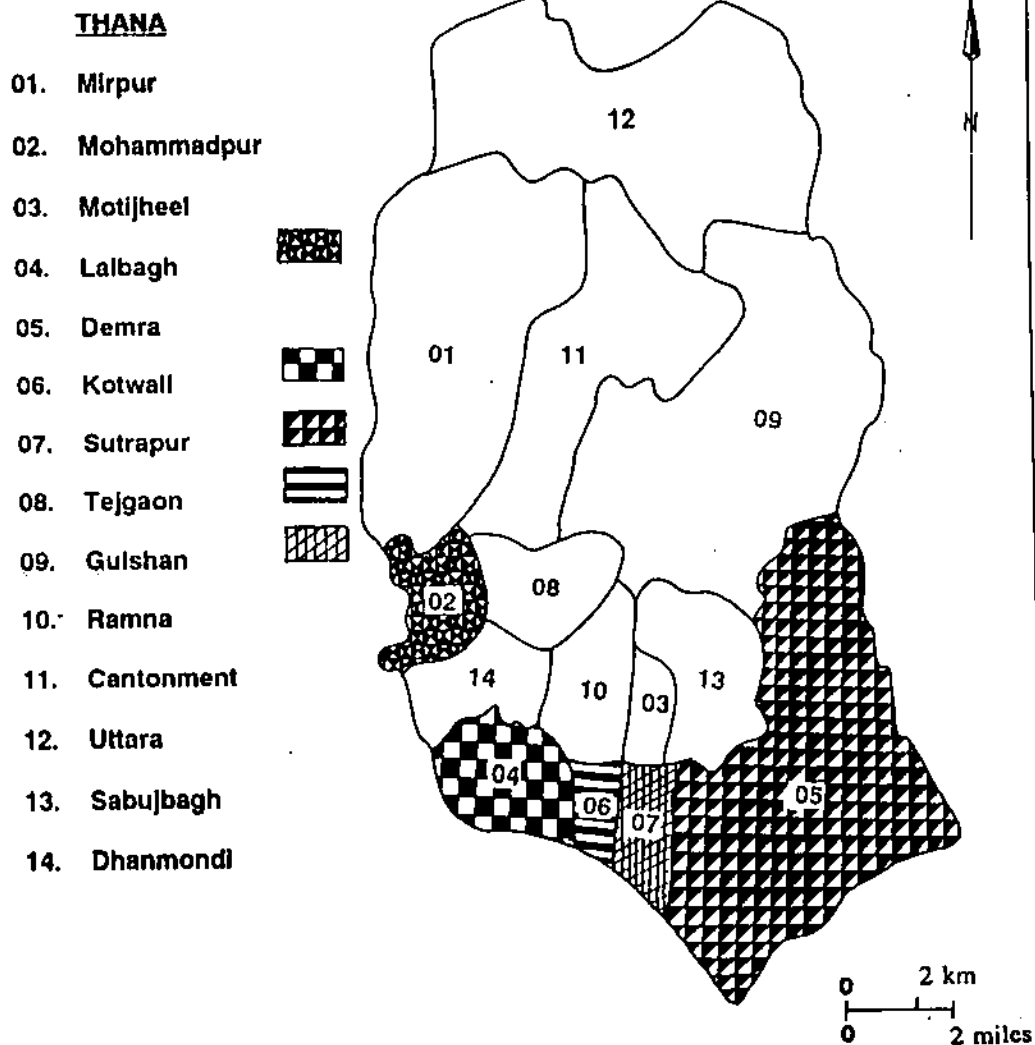 THANA
01. Mirpur
02. Mohammadpur
03. Motijheel
04. Lalbagh
05. Demra
06. Kotwall
07. Sutrapur
08. Tejgaon
09. Gulshan
10. Ramna
11. Cantonment
12. Uttara
13. Sabujbagh
14. Dhanmondi
N
12
01
11
09
02
08
14
10
03
13
04
06
07
05
0 2 km
0 2 miles